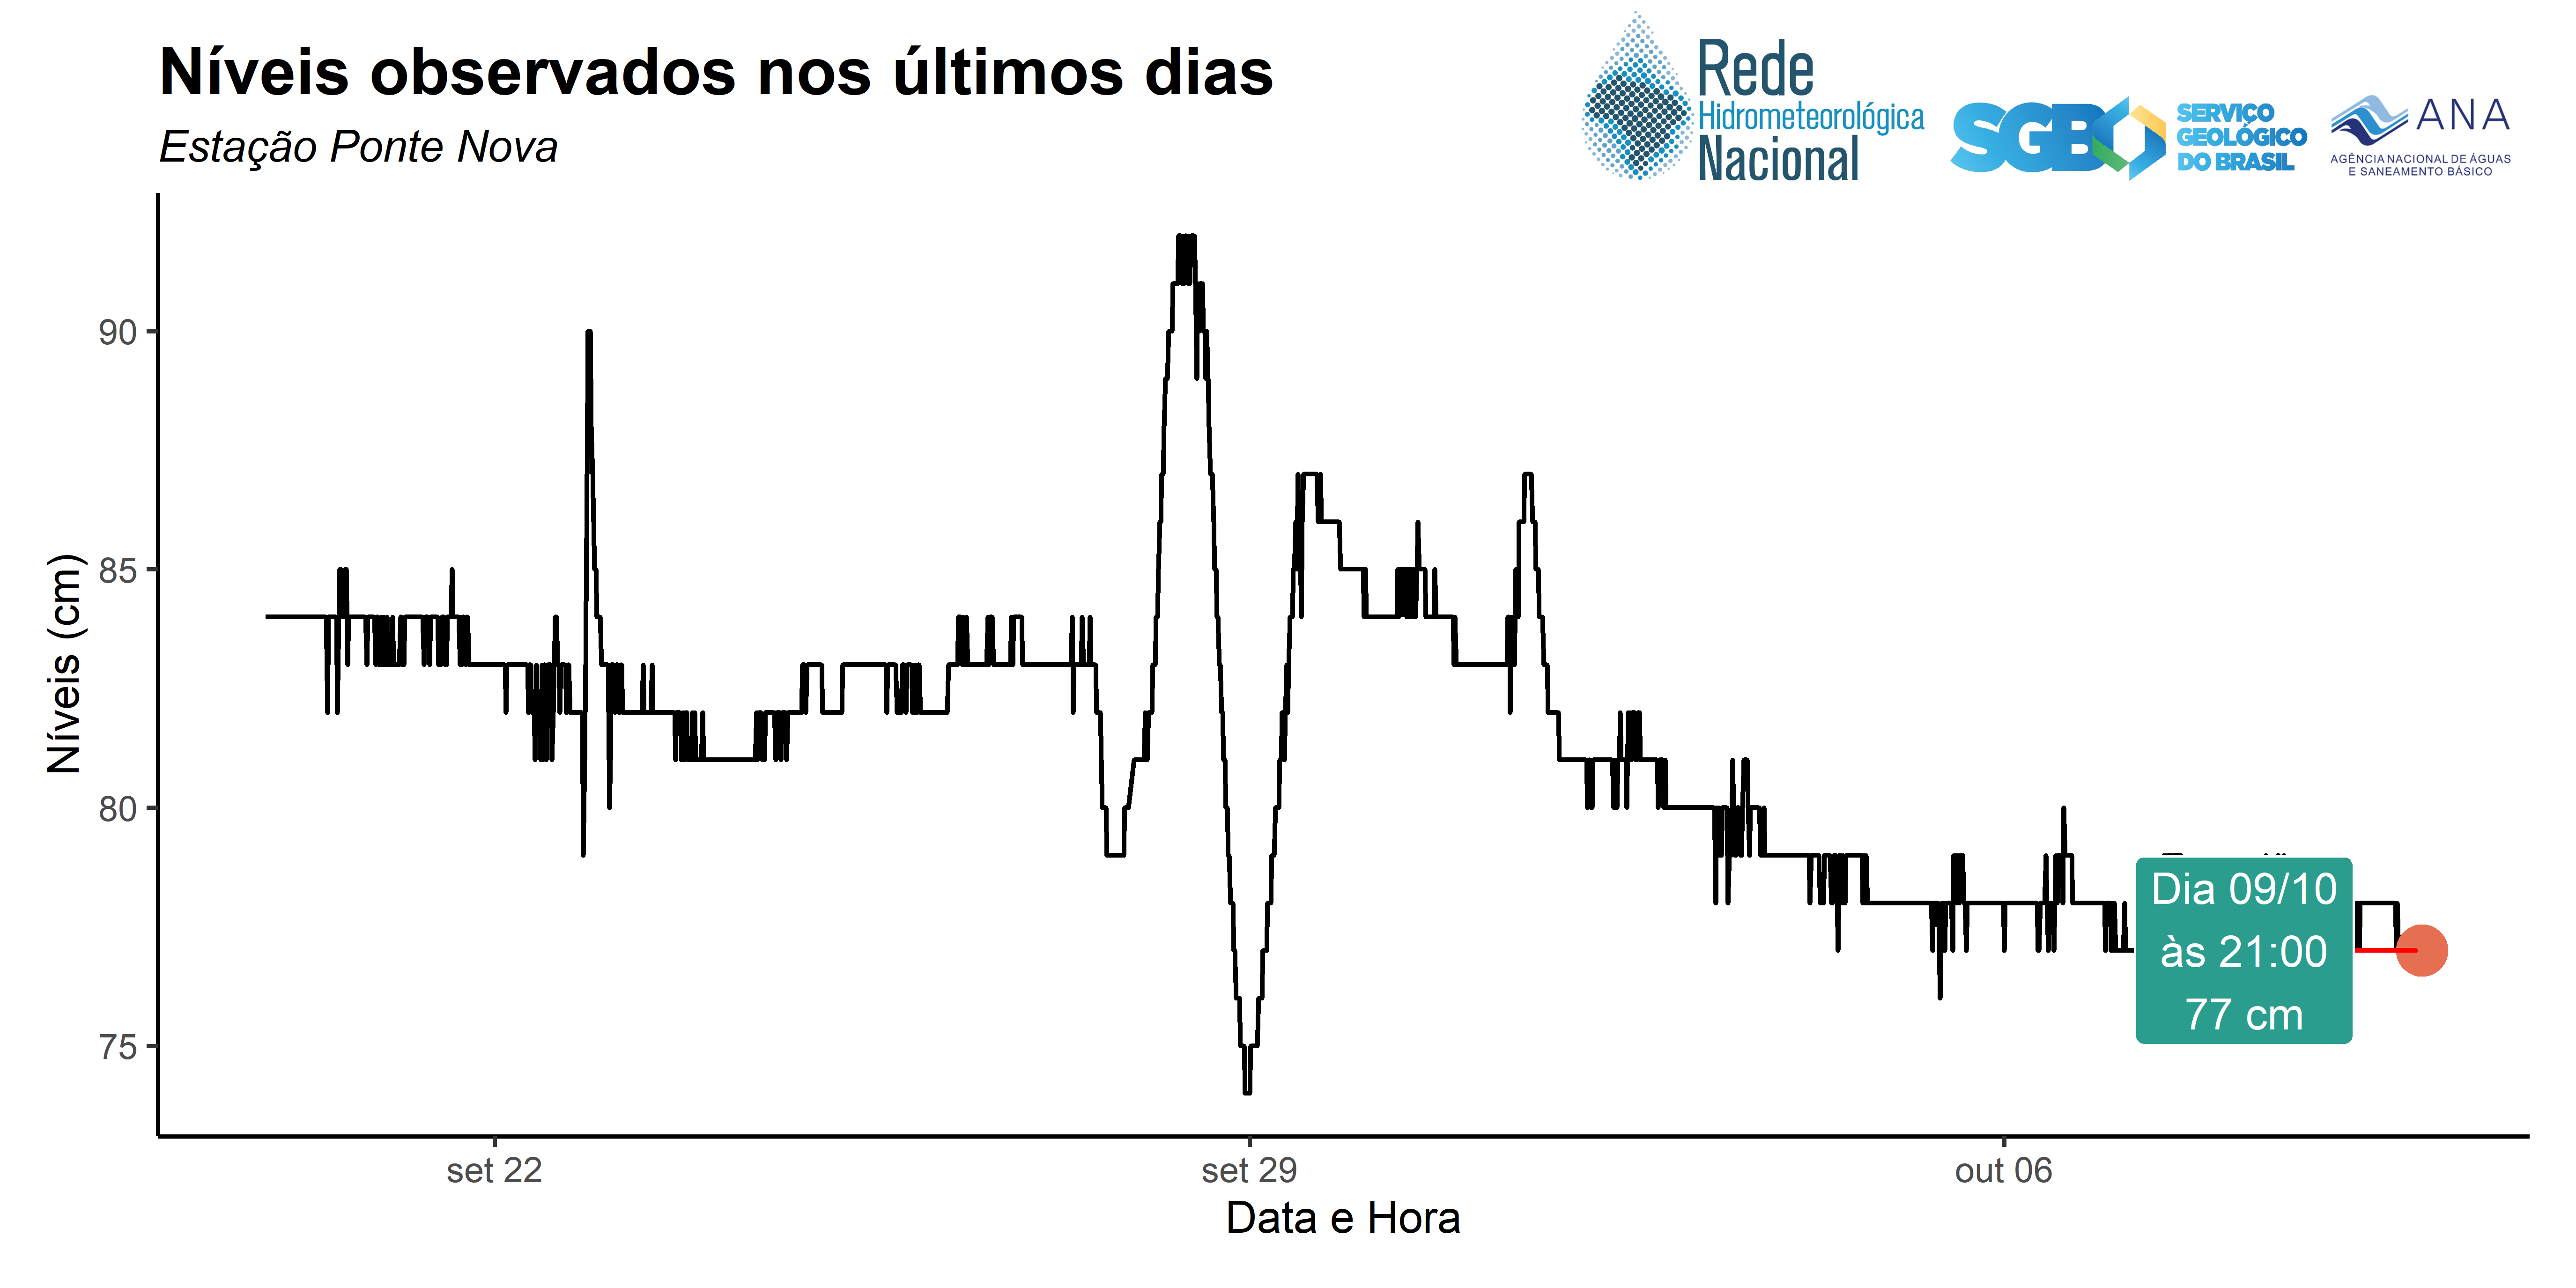 Níveis observados nos últimos dias
Estação Ponte Nova
Rede
Hidrometeorológica
Nacional
SGB
SERVIÇO
GEOLÓGICO
DO BRASIL
ANA
AGÊNCIA NACIONAL DE ÁGUAS
E SANEAMENTO BÁSICO
Níveis (cm)
90
85
80
75
Dia 09/10
às 21:00
77 cm
set 22
set 29
out 06
Data e Hora